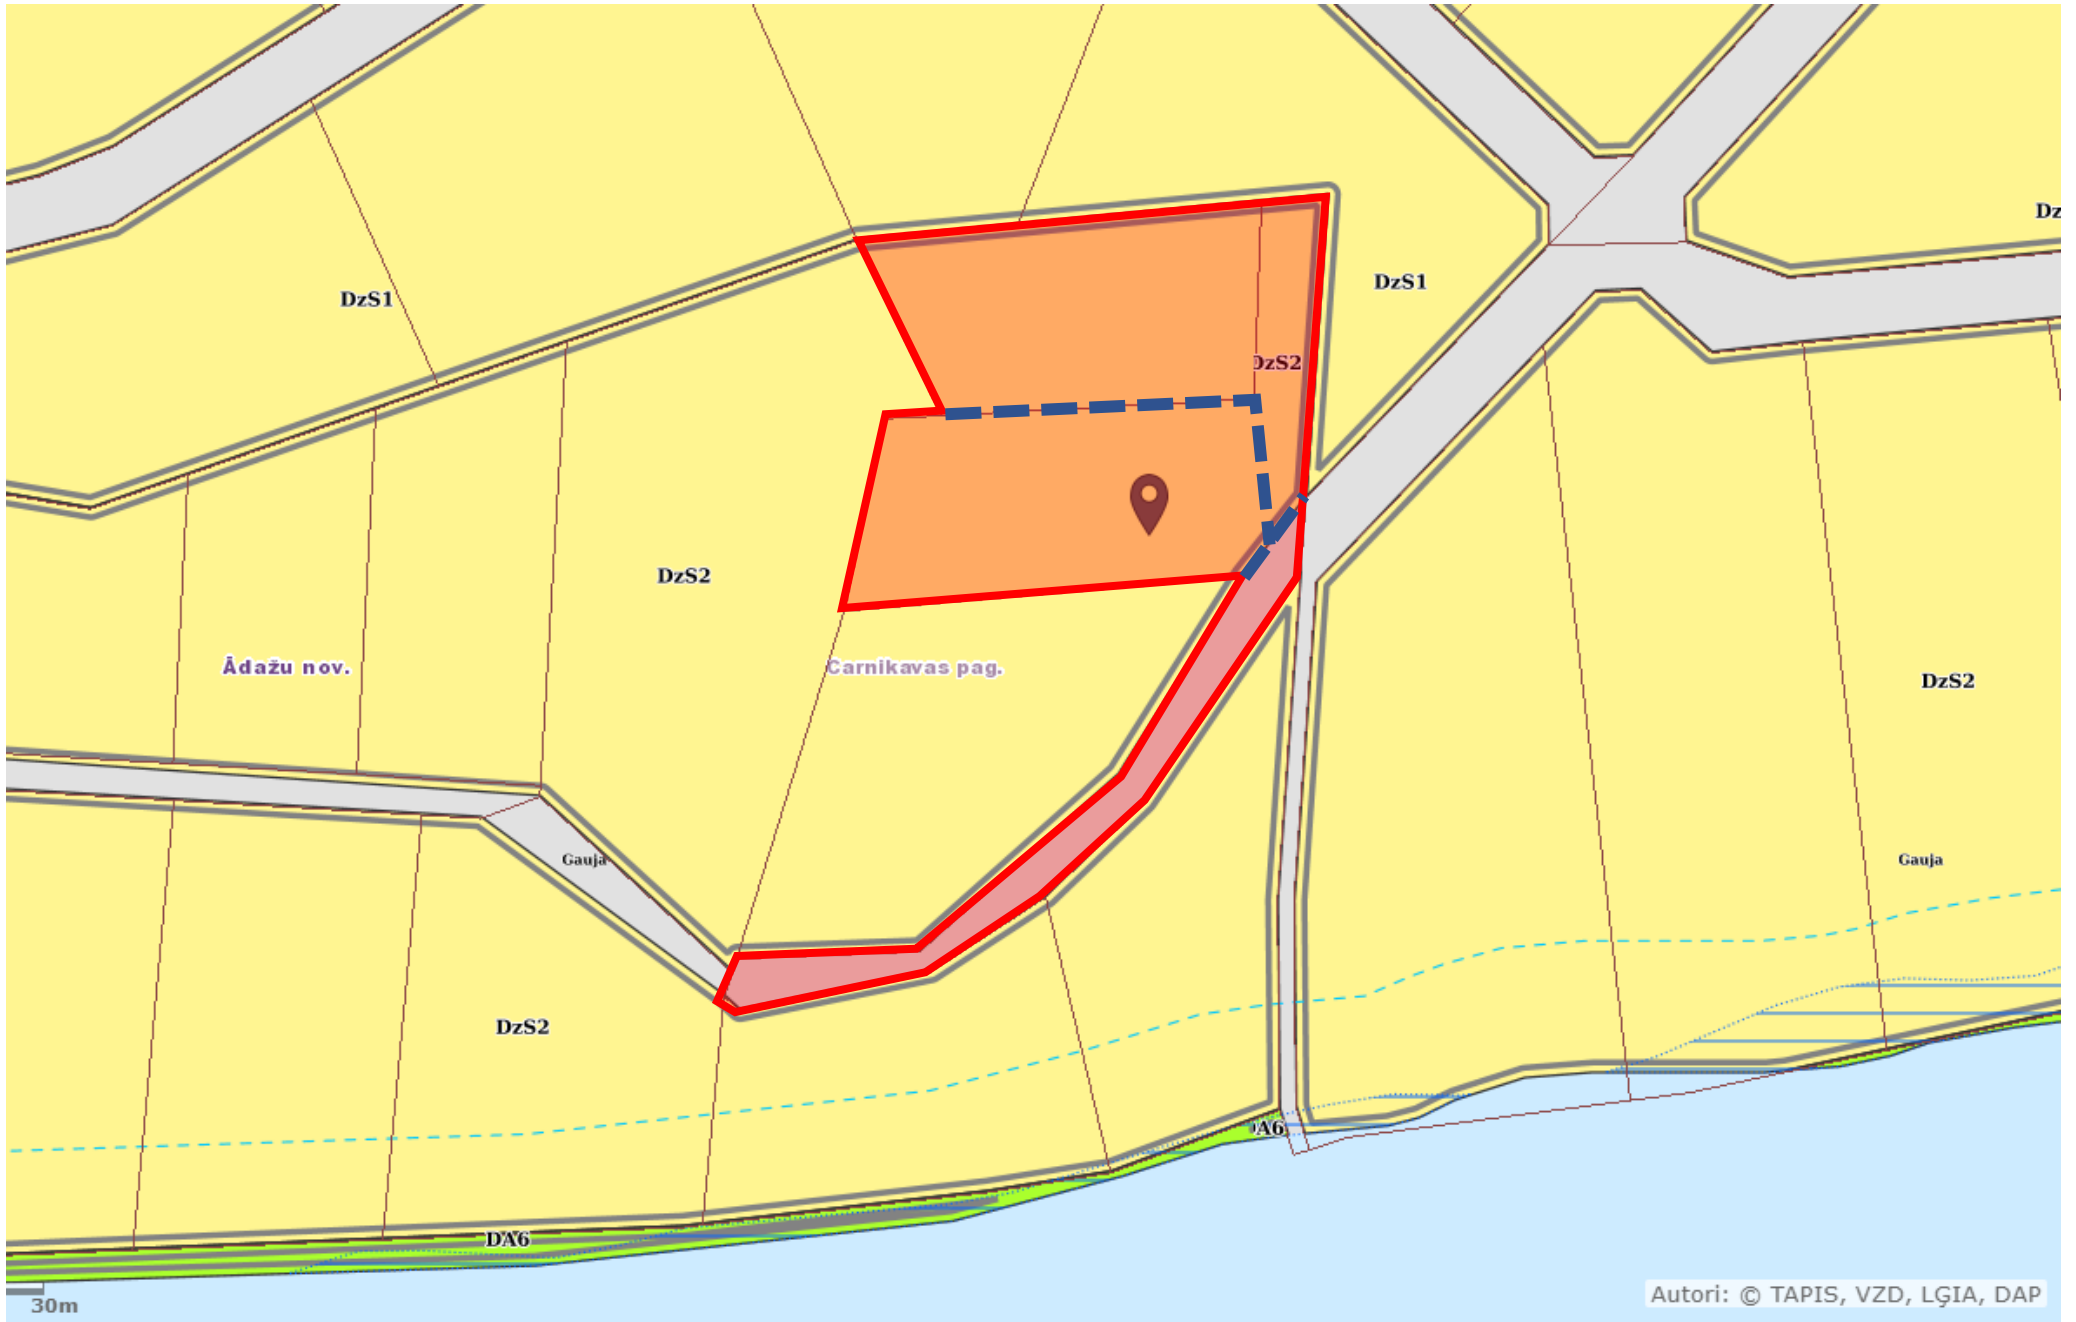 Dz
DzS1
DzS1
DzS2
DzS2
Ādažu nov.
Carnikavas pag.
DzS2
Gauja
Gauja
DzS2
DA6
DA6
30m
Autori: © TAPIS, VZD, LĢIA, DAP